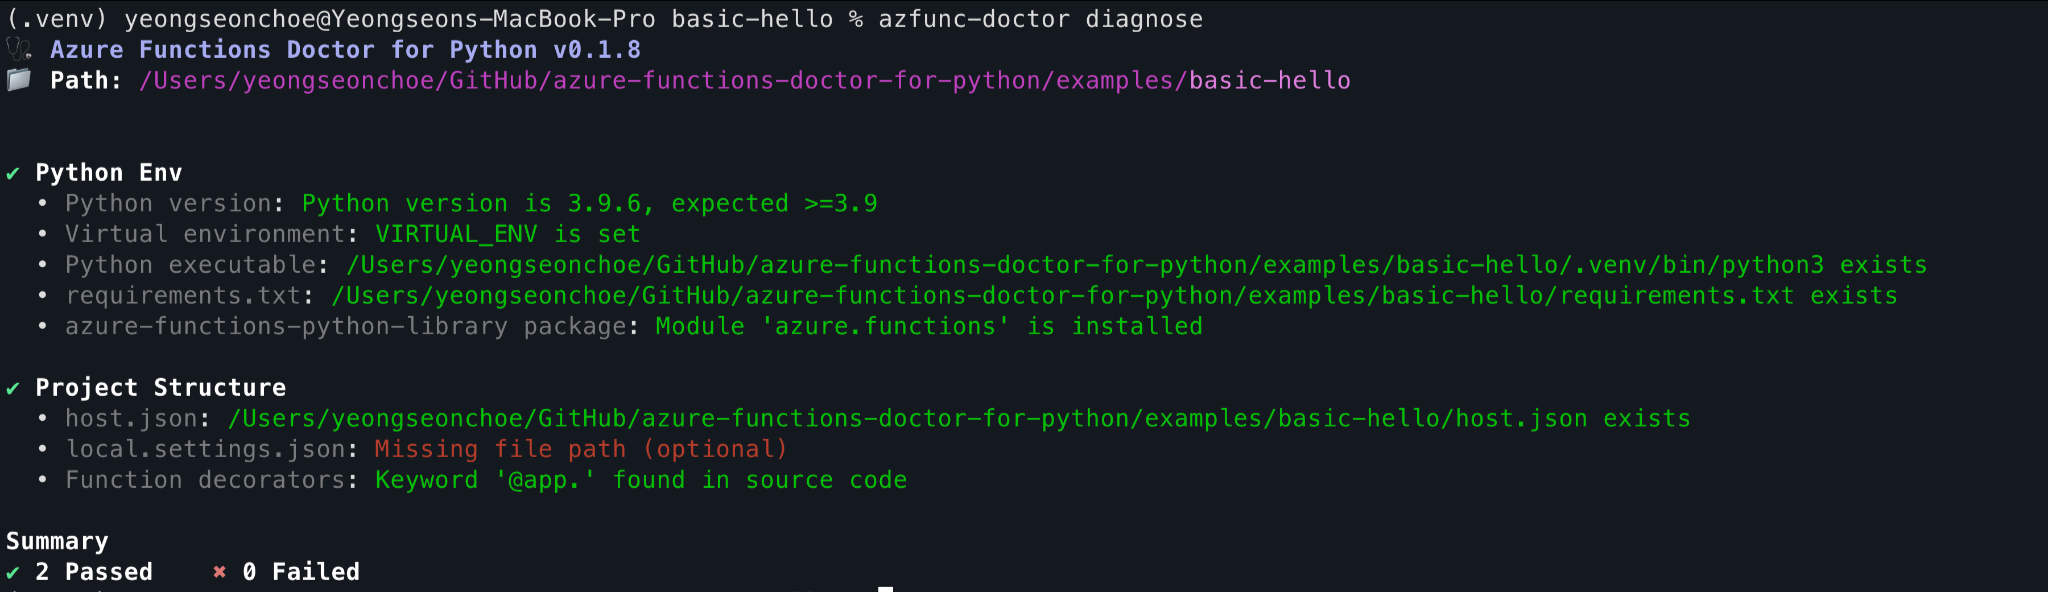 (.venv) yeongseonchoe@Yeongseons-MacBook-Pro basic-hello % azfunc-doctor diagnose
Azure Functions Doctor for Python v0.1.8
Path: /Users/yeongseonchoe/GitHub/azure-functions-doctor-for-python/examples/basic-hello
✔ Python Env
• Python version: Python version is 3.9.6, expected >=3.9
• Virtual environment: VIRTUAL_ENV is set
• Python executable: /Users/yeongseonchoe/GitHub/azure-functions-doctor-for-python/examples/basic-hello/.venv/bin/python3 exists
• requirements.txt: /Users/yeongseonchoe/GitHub/azure-functions-doctor-for-python/examples/basic-hello/requirements.txt exists
• azure-functions-python-library package: Module 'azure.functions' is installed
✔ Project Structure
• host.json: /Users/yeongseonchoe/GitHub/azure-functions-doctor-for-python/examples/basic-hello/host.json exists
• local.settings.json: Missing file path (optional)
• Function decorators: Keyword '@app.' found in source code
Summary
✔ 2 Passed    ✖ 0 Failed